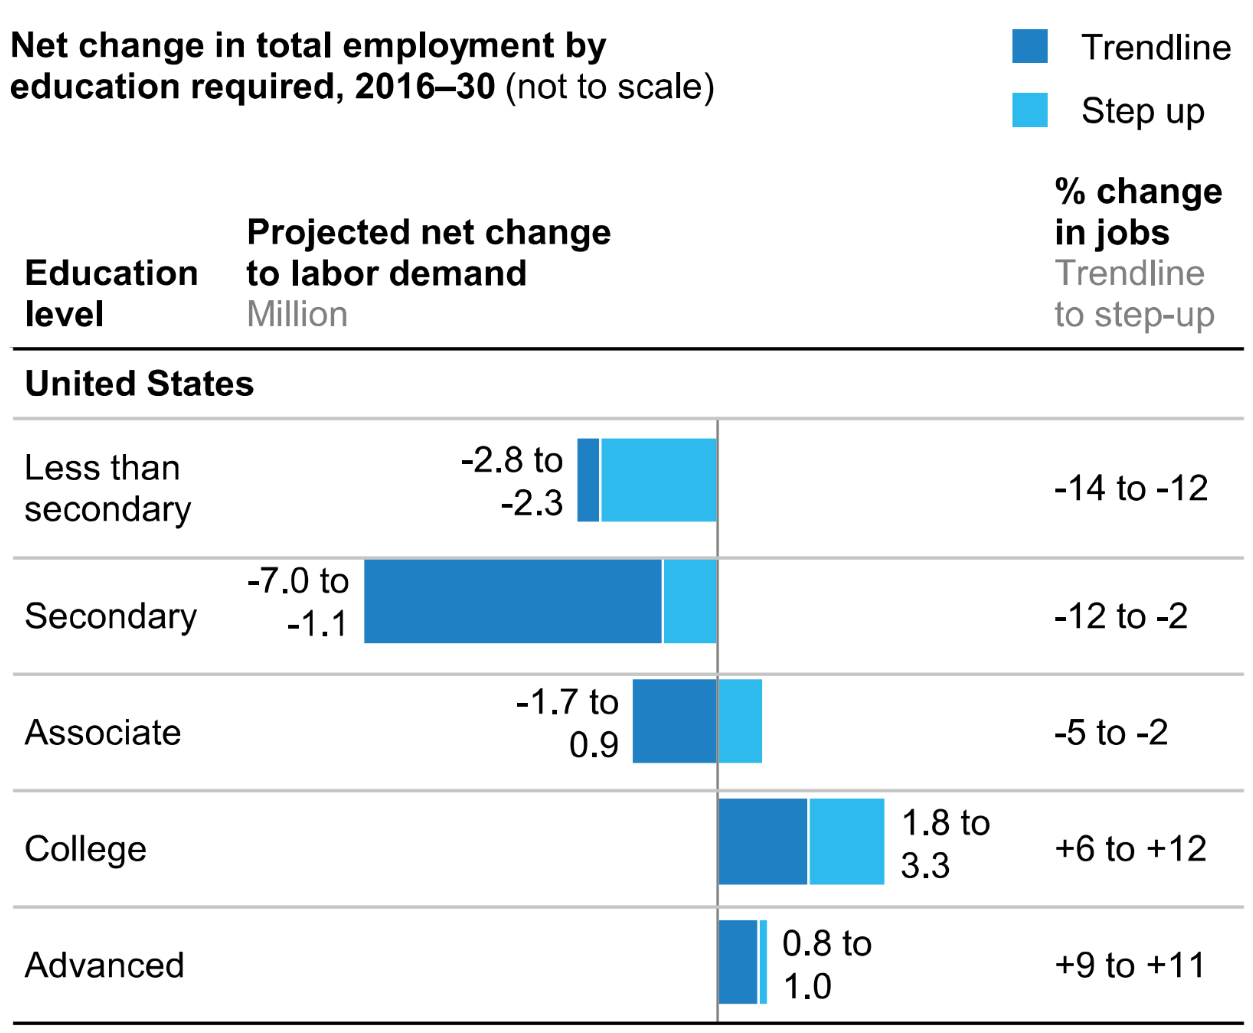 Net change in total employment by
education required, 2016–30 (not to scale)
Trendline
Step up
Education
level
Projected net change
to labor demand
Million
% change
in jobs
Trendline
to step-up
United States
Less than
secondary
-2.8 to
-2.3
-14 to -12
Secondary
-7.0 to
-1.1
-12 to -2
Associate
-1.7 to
0.9
-5 to -2
College
1.8 to
3.3
+6 to +12
Advanced
0.8 to
1.0
+9 to +11